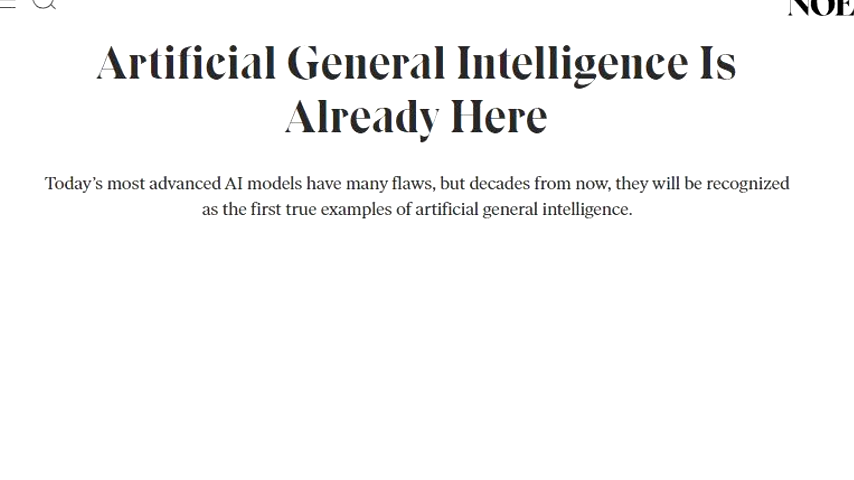 NOE
Artificial General Intelligence Is
Already Here
Today’s most advanced AI models have many flaws, but decades from now, they will be recognized
as the first true examples of artificial general intelligence.